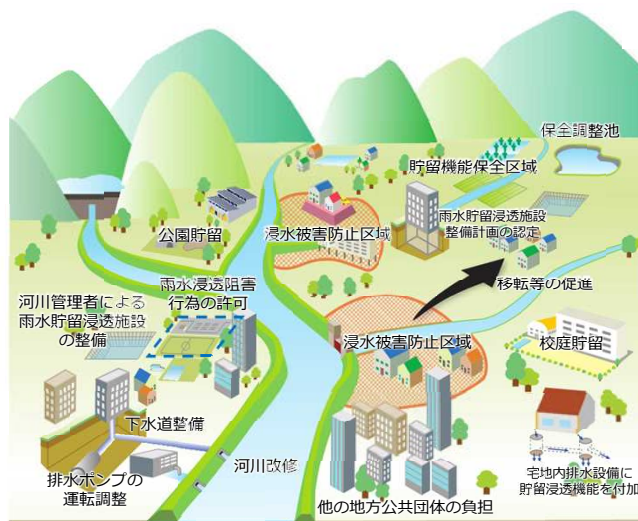 保全調整池
貯留機能保全区域
公園貯留
浸水被害防止区域
雨水貯留浸透施設
整備計画の認定
雨水浸透阻害
行為の許可
移転等の促進
河川管理者による
雨水貯留浸透施設
の整備
浸水被害防止区域
校庭貯留
下水道整備
河川改修
排水ポンプの
運転調整
他の地方公共団体の負担
宅地内排水設備に
貯留浸透機能を付加